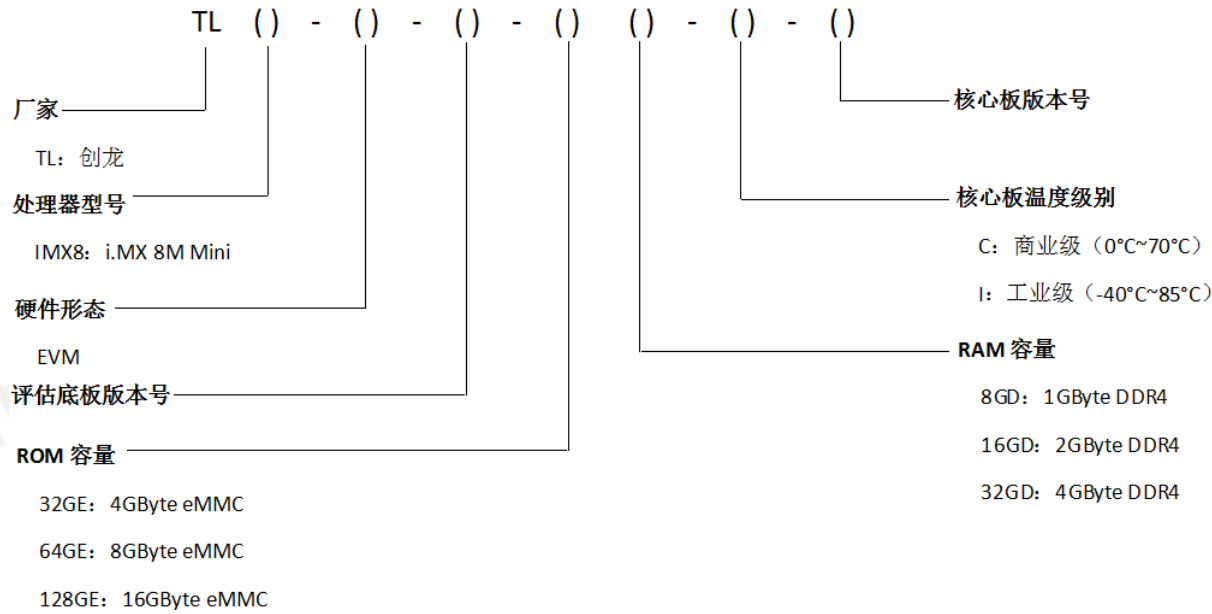 TL () - () - () - () () - () - ()
厂家
TL：创龙
处理器型号
IMX8：i.MX 8M Mini
硬件形态
EVM
评估底板版本号
ROM 容量
32GE：4GByte eMMC
64GE：8GByte eMMC
128GE：16GByte eMMC
核心板版本号
核心板温度级别
C：商业级（0°C~70°C）
I：工业级（-40°C~85°C）
RAM 容量
8GD：1GByte DDR4
16GD：2GByte DDR4
32GD：4GByte DDR4